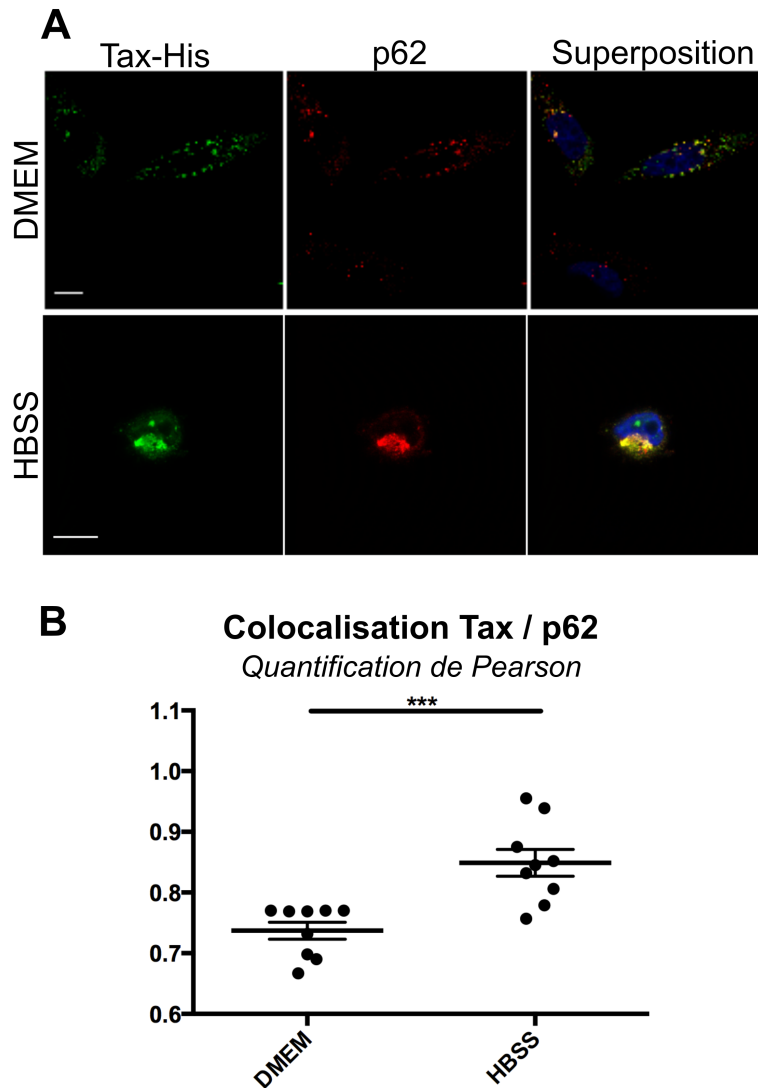 A
Tax-His p62 Superposition
DMEM
HBSS
B
Colocalisation Tax / p62
Quantification de Pearson
***
1.1
1.0
0.9
0.8
0.7
0.6
DMEM HBSS